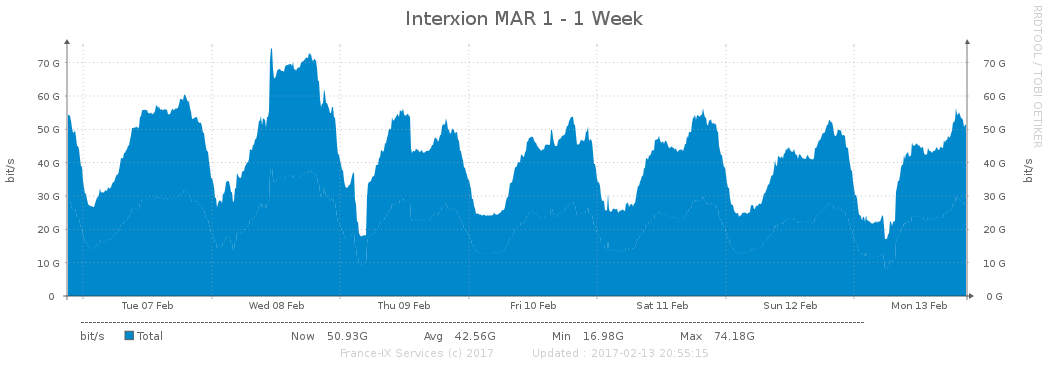 Interxion MAR 1 - 1 Week
RRDTOOL / TOBI OETIKER
bit/s
70 G
60 G
50 G
40 G
30 G
20 G
10 G
0
70 G
60 G
50 G
40 G
30 G
20 G
10 G
0 G
bit/s
Tue 07 Feb Wed 08 Feb Thu 09 Feb Fri 10 Feb Sat 11 Feb Sun 12 Feb Mon 13 Feb
bit/s Total Now 50.93G Avg 42.56G Min 16.98G Max 74.18G
France-IX Services (c) 2017 Updated : 2017-02-13 20:55:15